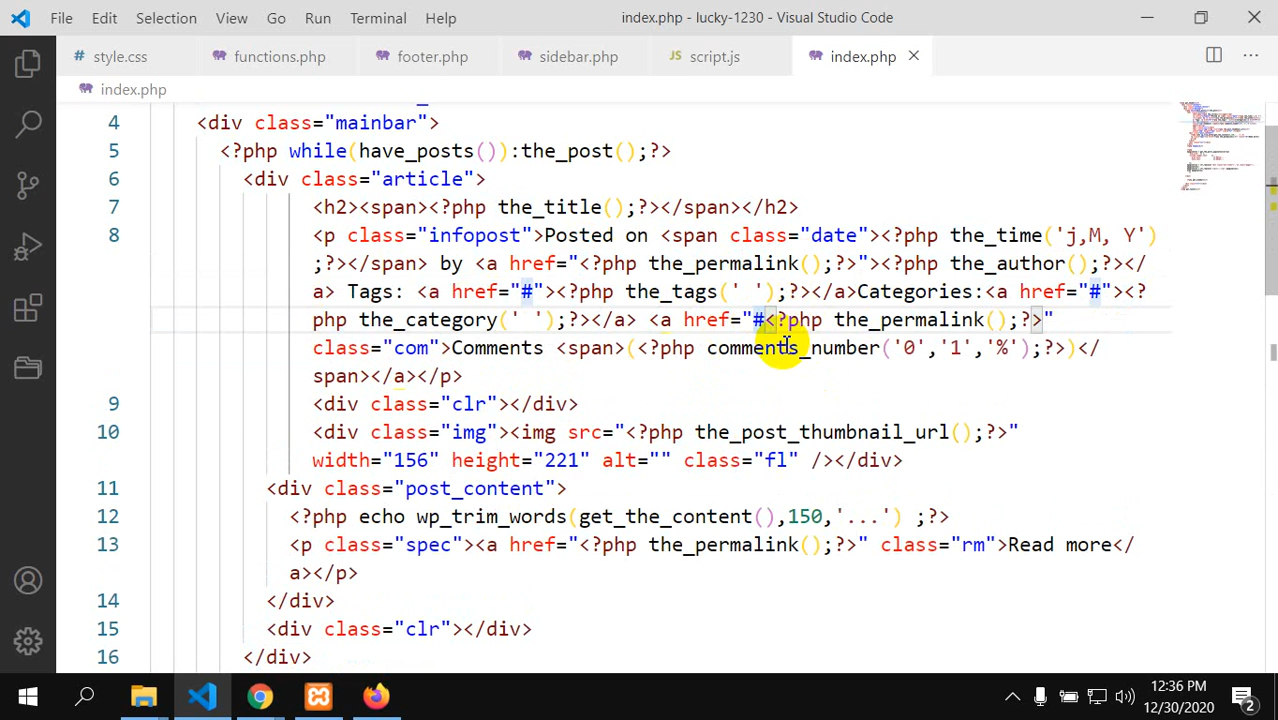 File Edit Selection View Go Run Terminal Help index.php - lucky-1230 - Visual Studio Code
# style.css functions.php footer.php sidebar.php JS script.js index.php
index.php
4 <div class="mainbar">
5 <?php while(have_posts()):the_post();?>
6 <div class="article">
7 <h2><span><?php the_title();?></span></h2>
8 <p class="infopost">Posted on <span class="date"><?php the_time('j,M, Y')
;?></span> by <a href="<?php the_permalink();?>"><?php the_author();?></
a> Tags: <a href="#"><?php the_tags(' ');?></a>Categories:<a href="#"><?
php the_category(' ');?></a> <a href="#<?php the_permalink();?>"
class="com">Comments <span>(<?php comments_number('0','1','%');?>)</
span></a></p>
9 <div class="clr"></div>
10 <div class="img"><img src="<?php the_post_thumbnail_url();?>"
width="156" height="221" alt="" class="fl" /></div>
11 <div class="post_content">
12 <?php echo wp_trim_words(get_the_content(),150,'...') ;?>
13 <p class="spec"><a href="<?php the_permalink();?>" class="rm">Read more</
a></p>
14 </div>
15 <div class="clr"></div>
16 </div>
12:36 PM
12/30/2020
2